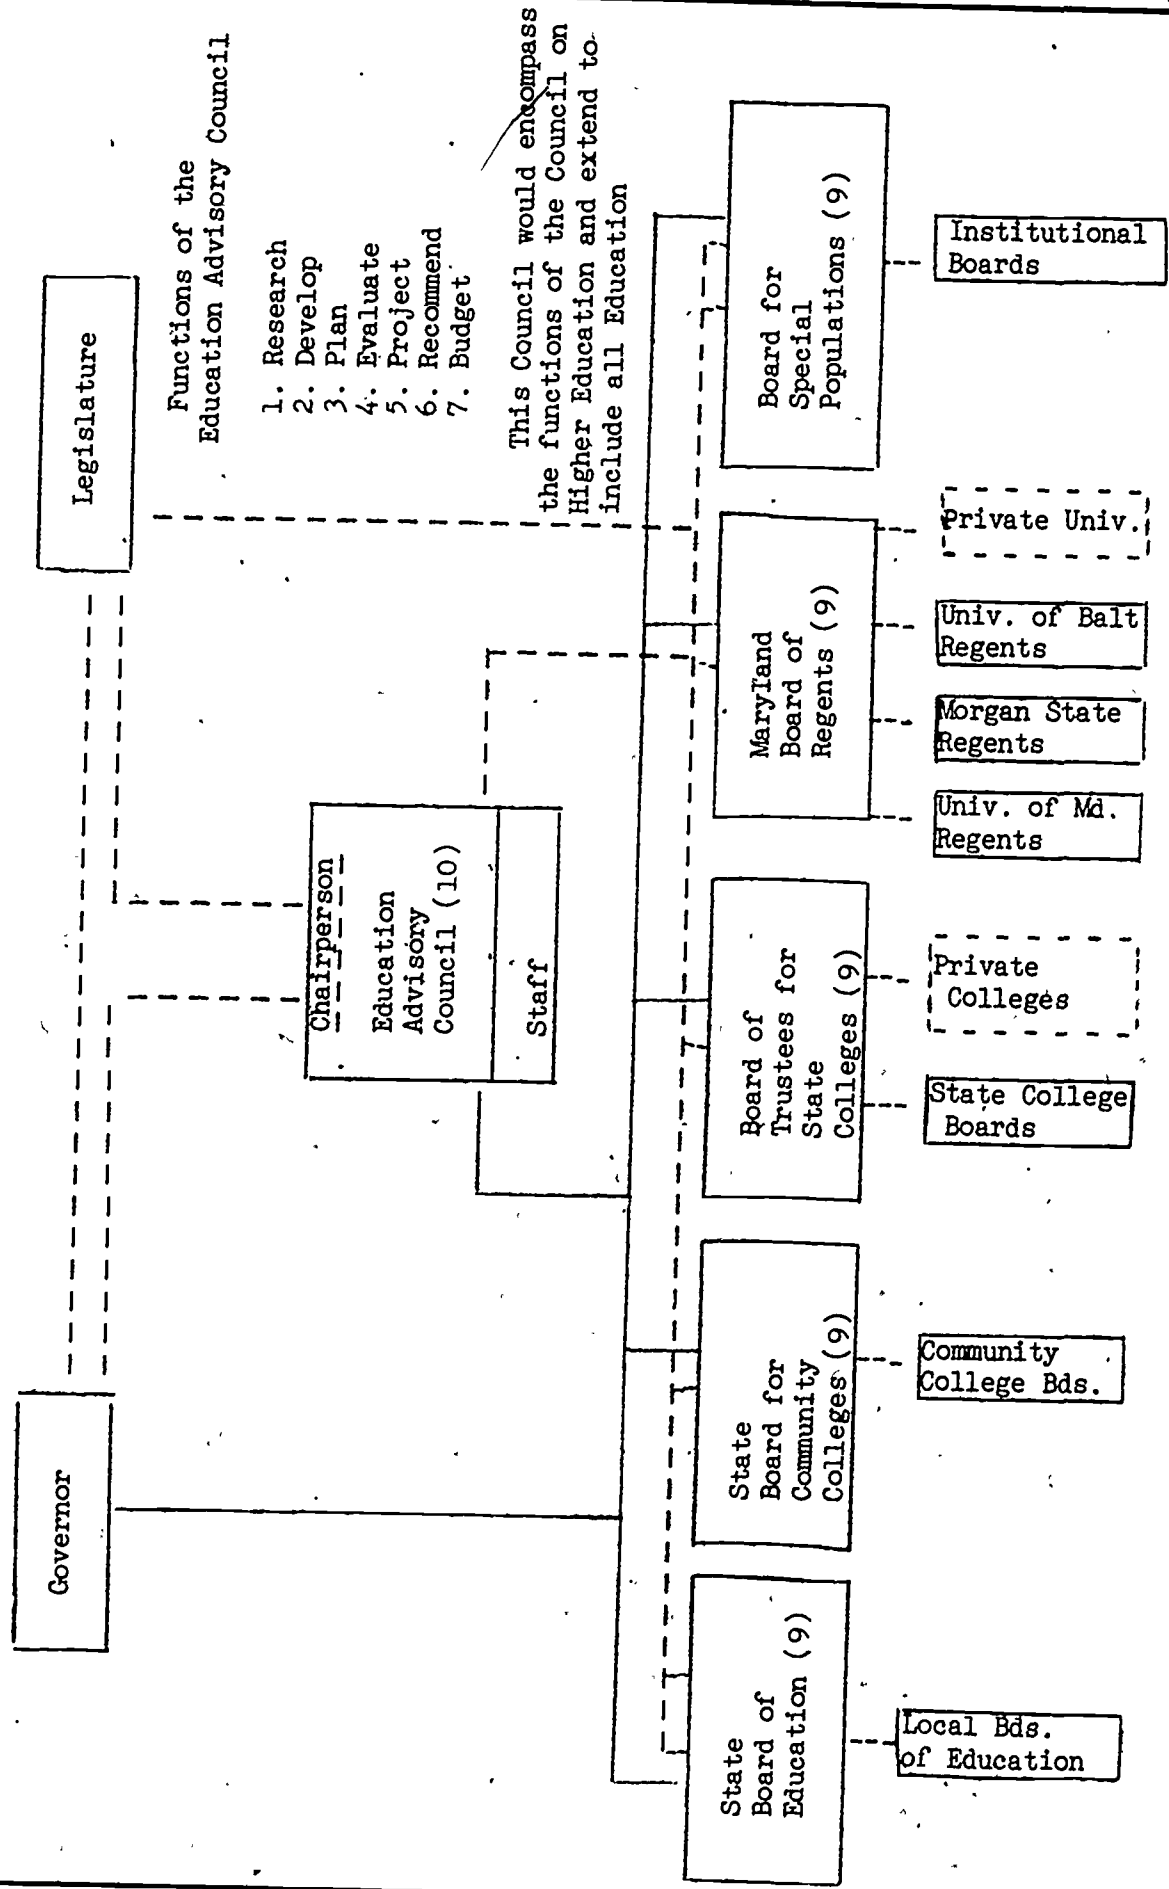 Governor
Legislature
Functions of the
Education Advisory Council
1. Research
2. Develop
3. Plan
4. Evaluate
5. Project
6. Recommend
7. Budget
This Council would encompass
the functions of the Council on
Higher Education and extend to
include all Education
Chairperson
Education
Advisory
Council (10)
Staff
State
Board of
Education (9)
State
Board for
Community
Colleges (9)
Board of
Trustees for
State
Colleges (9)
Maryland
Board of
Regents (9)
Board for
Special
Populations (9)
Local Bds.
of Education
Community
College Bds.
State College
Boards
Private
Colleges
Univ. of Md.
Regents
Morgan State
Regents
Univ. of Balt
Regents
Private Univ.
Institutional
Boards